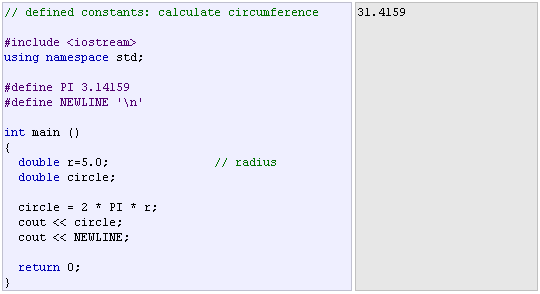 // defined constants: calculate circumference
#include <iostream>
using namespace std;
#define PI 3.14159
#define NEWLINE '\n'
int main ()
{
  double r=5.0;               // radius
  double circle;
  circle = 2 * PI * r;
  cout << circle;
  cout << NEWLINE;
  return 0;
}
31.4159